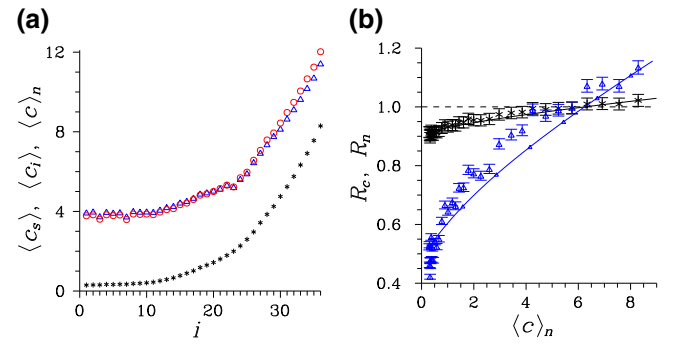 (a)
(b)
⟨c_s⟩, ⟨c_i⟩, ⟨c⟩_n
12
8
4
0
0 10 20 30
i
R_c, R_n
1.2
1.0
0.8
0.6
0.4
0 2 4 6 8
⟨c⟩_n